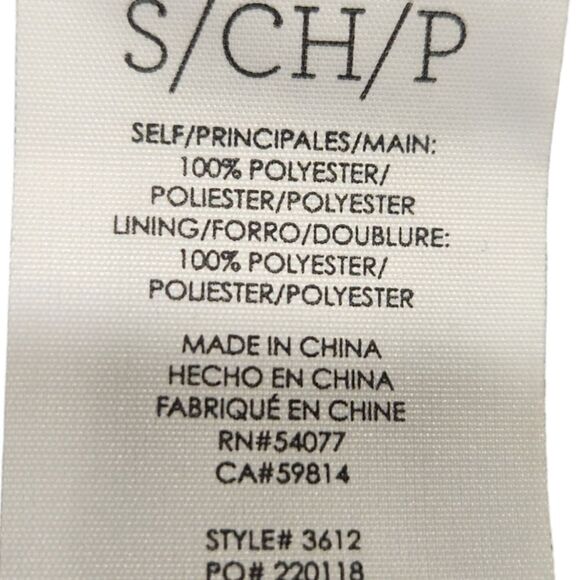 S/CH/P
SELF/PRINCIPALES/MAIN:
100% POLYESTER/
POLIESTER/POLYESTER
LINING/FORRO/DOUBLURE:
100% POLYESTER/
POLIESTER/POLYESTER
MADE IN CHINA
HECHO EN CHINA
FABRIQUÉ EN CHINE
RN#54077
CA#59814
STYLE# 3612
PO# 220118